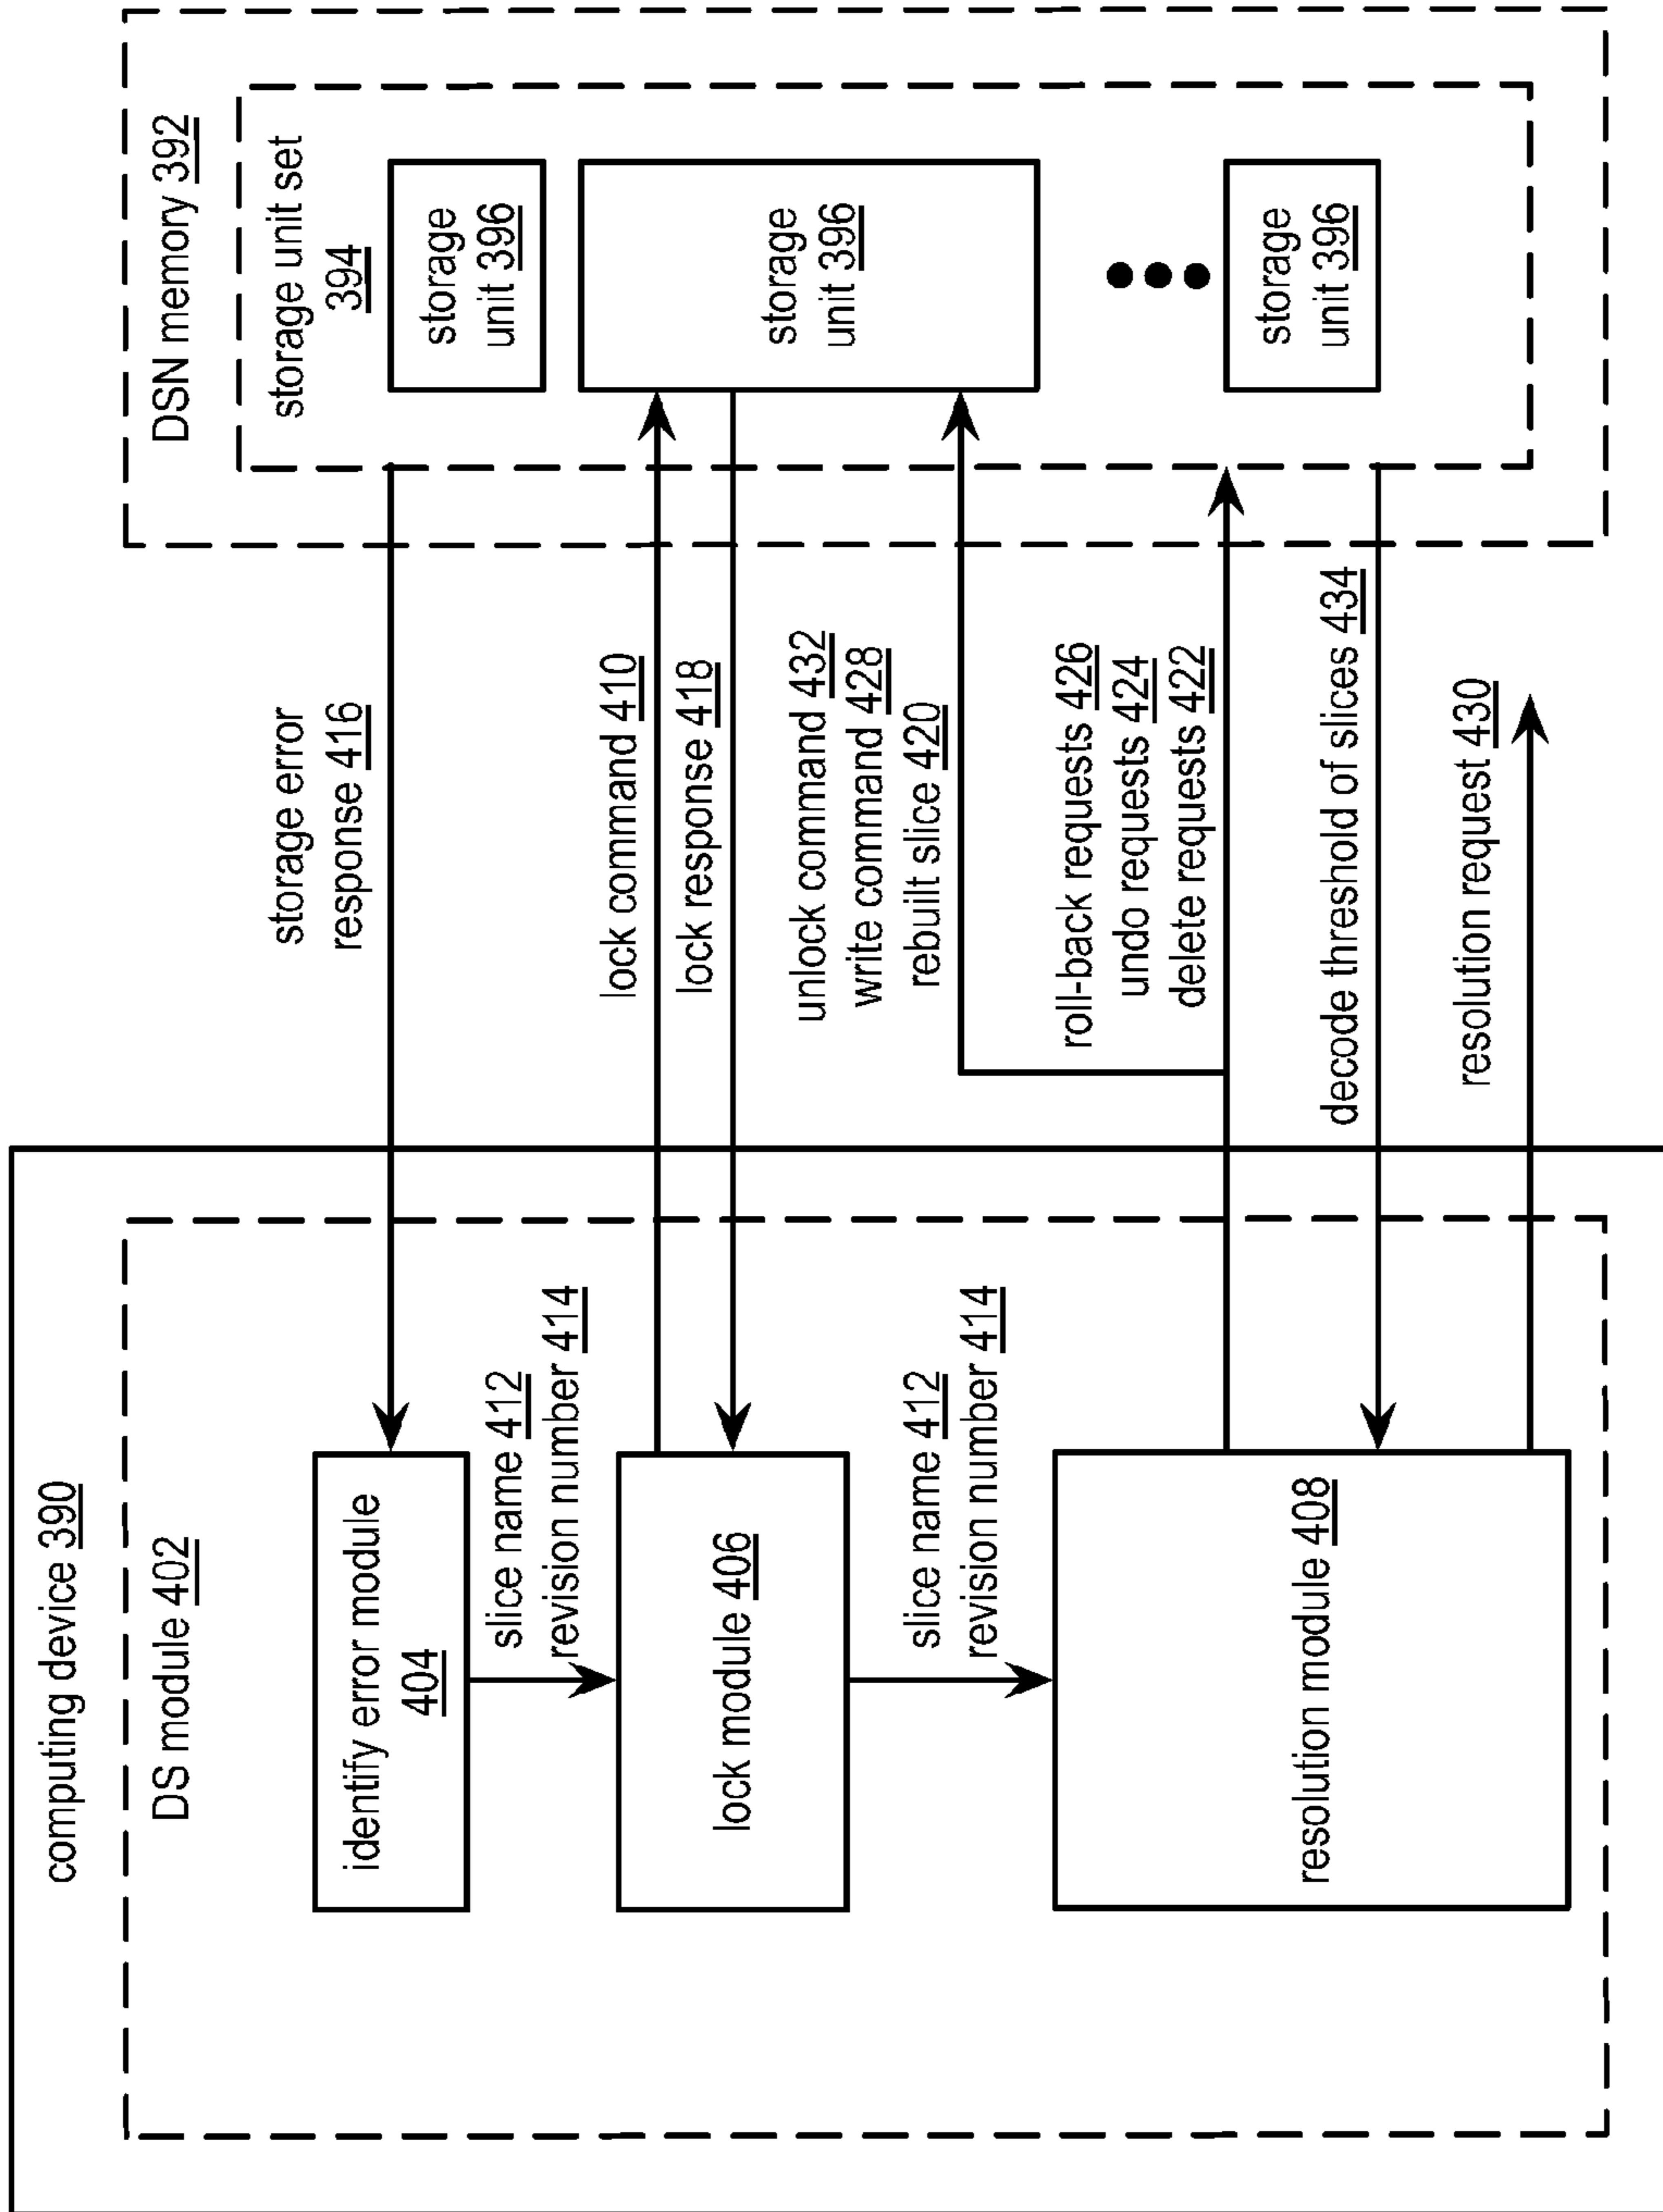 computing device 390
DS module 402
identify error module
404
slice name 412
revision number 414
lock module 406
slice name 412
revision number 414
resolution module 408
storage error
response 416
lock command 410
lock response 418
unlock command 432
write command 428
rebuilt slice 420
roll-back requests 426
undo requests 424
delete requests 422
decode threshold of slices 434
resolution request 430
DSN memory 392
storage unit set
394
storage
unit 396
storage
unit 396
storage
unit 396